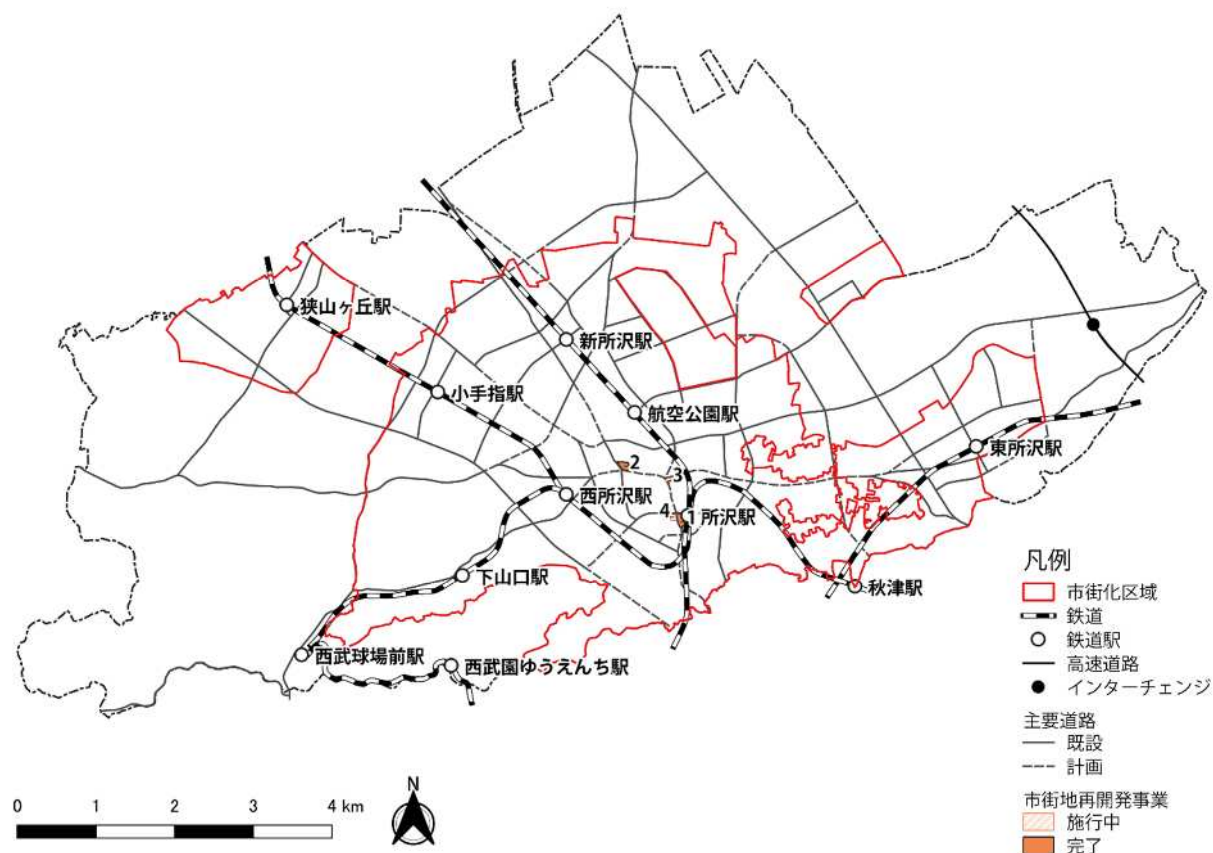 狭山ヶ丘駅
新所沢駅
小手指駅
航空公園駅
東所沢駅
2
3
西所沢駅
4
1 所沢駅
下山口駅
秋津駅
西武球場前駅
西武園ゆうえんち駅
凡例
市街化区域
鉄道
鉄道駅
高速道路
インターチェンジ
主要道路
既設
計画
市街地再開発事業
施行中
完了
0 1 2 3 4 km
N